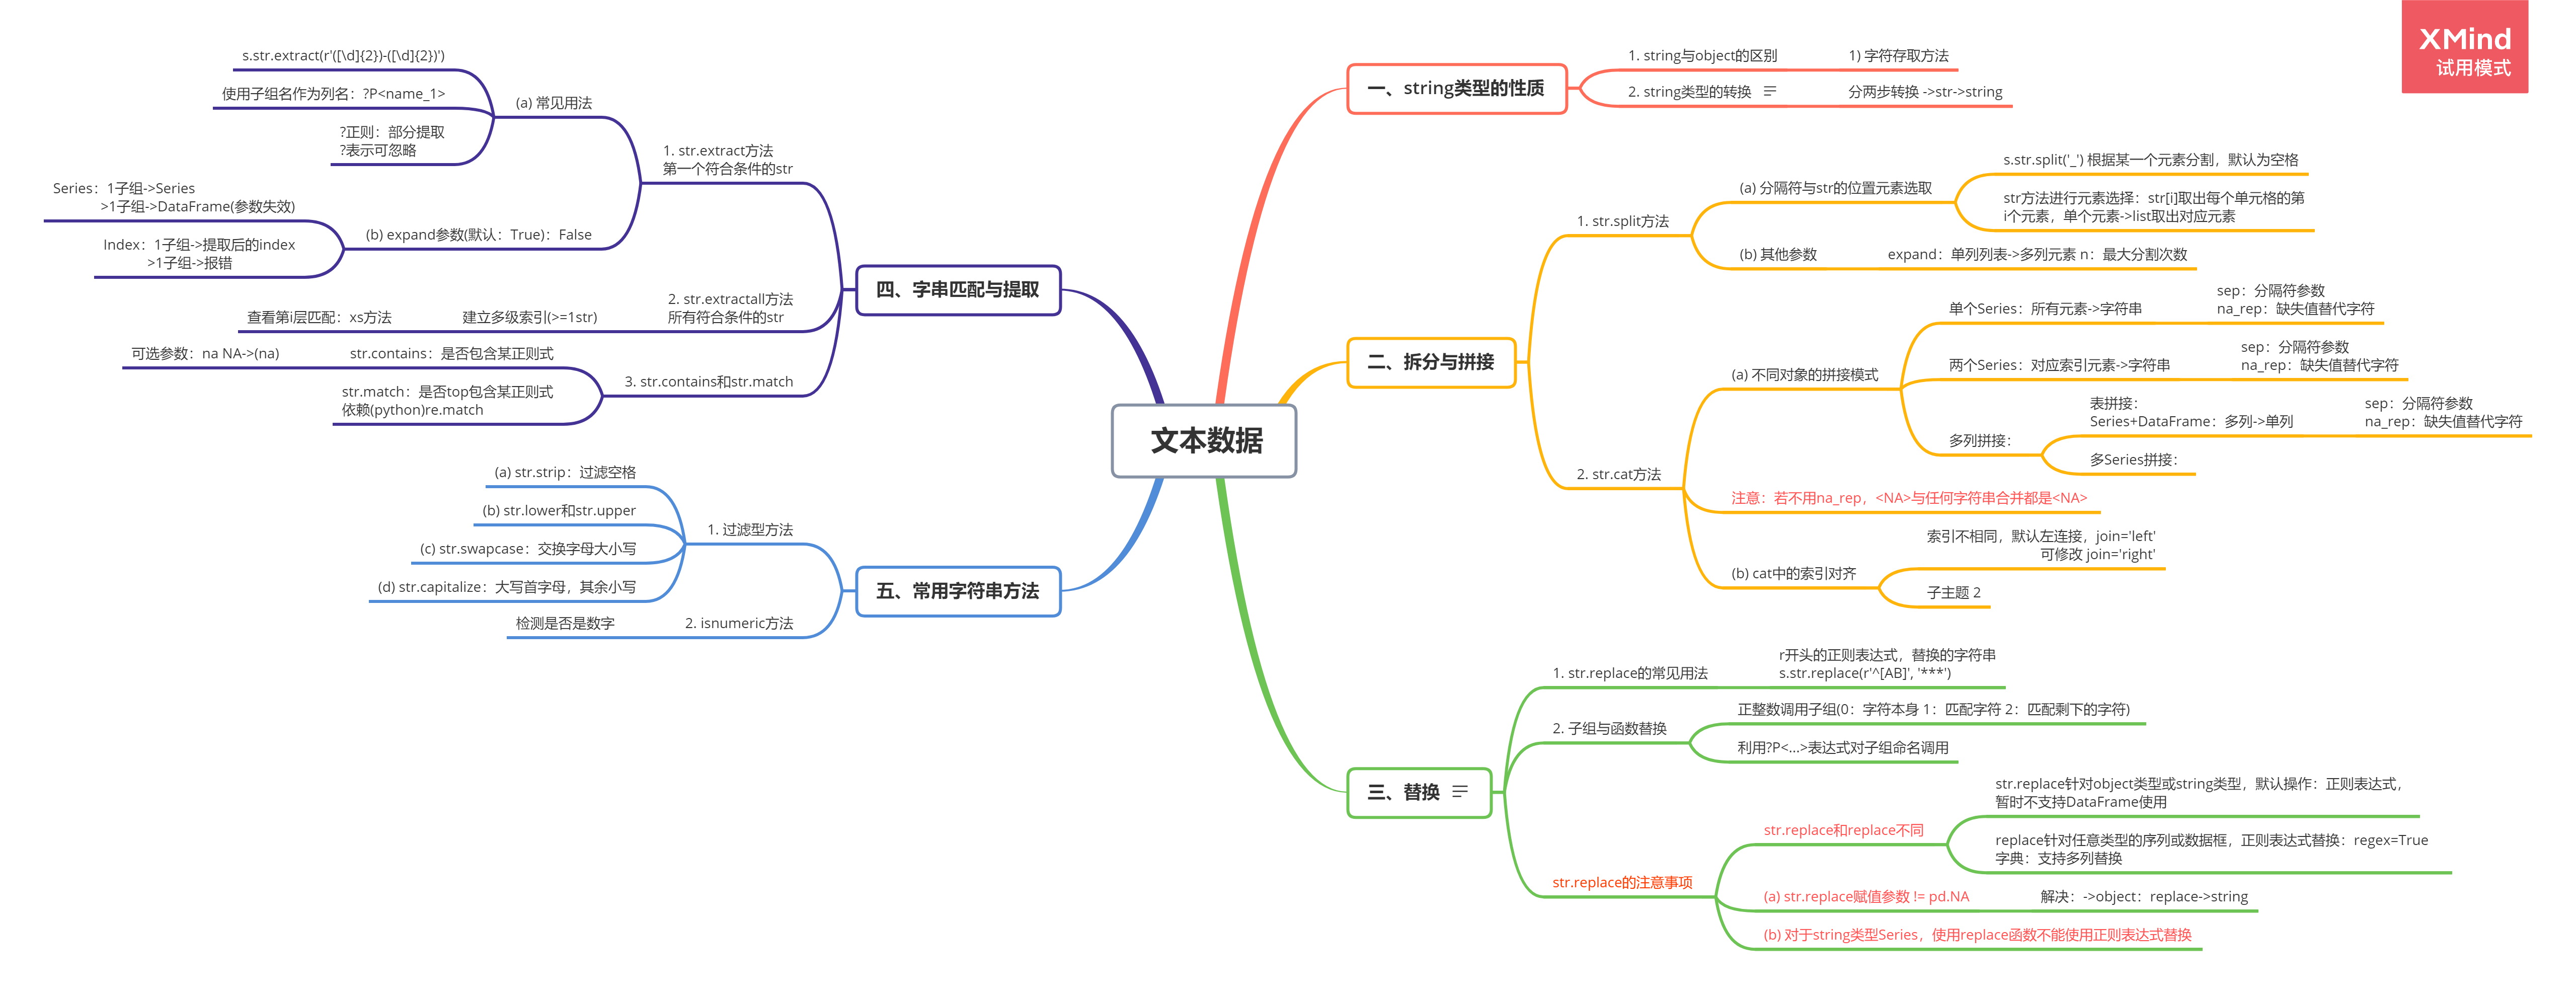 XMind
试用模式
文本数据
一、string类型的性质
1. string与object的区别
1) 字符存取方法
2. string类型的转换
分两步转换 ->str->string
二、拆分与拼接
1. str.split方法
(a) 分隔符与str的位置元素选取
s.str.split('_') 根据某一个元素分割，默认为空格
str方法进行元素选择：str[i]取出每个单元格的第
i个元素，单个元素->list取出对应元素
(b) 其他参数
expand：单列列表->多列元素 n：最大分割次数
2. str.cat方法
(a) 不同对象的拼接模式
单个Series：所有元素->字符串
sep：分隔符参数
na_rep：缺失值替代字符
两个Series：对应索引元素->字符串
sep：分隔符参数
na_rep：缺失值替代字符
多列拼接：
表拼接：
Series+DataFrame：多列->单列
sep：分隔符参数
na_rep：缺失值替代字符
多Series拼接：
注意：若不用na_rep，<NA>与任何字符串合并都是<NA>
(b) cat中的索引对齐
索引不相同，默认左连接，join='left'
可修改 join='right'
子主题 2
三、替换
1. str.replace的常见用法
r开头的正则表达式，替换的字符串
s.str.replace(r'^[AB]', '***')
2. 子组与函数替换
正整数调用子组(0：字符本身 1：匹配字符 2：匹配剩下的字符)
利用?P<...>表达式对子组命名调用
str.replace的注意事项
str.replace和replace不同
str.replace针对object类型或string类型，默认操作：正则表达式，
暂时不支持DataFrame使用
replace针对任意类型的序列或数据框，正则表达式替换：regex=True
字典：支持多列替换
(a) str.replace赋值参数 != pd.NA
解决：->object：replace->string
(b) 对于string类型Series，使用replace函数不能使用正则表达式替换
四、字串匹配与提取
1. str.extract方法
第一个符合条件的str
(a) 常见用法
s.str.extract(r'([\d]{2})-([\d]{2})')
使用子组名作为列名：?P<name_1>
?正则：部分提取
?表示可忽略
(b) expand参数(默认：True)：False
Series：1子组->Series
>1子组->DataFrame(参数失效)
Index：1子组->提取后的index
>1子组->报错
2. str.extractall方法
所有符合条件的str
建立多级索引(>=1str)
查看第i层匹配：xs方法
3. str.contains和str.match
str.contains：是否包含某正则式
可选参数：na NA->(na)
str.match：是否top包含某正则式
依赖(python)re.match
五、常用字符串方法
1. 过滤型方法
(a) str.strip：过滤空格
(b) str.lower和str.upper
(c) str.swapcase：交换字母大小写
(d) str.capitalize：大写首字母，其余小写
2. isnumeric方法
检测是否是数字